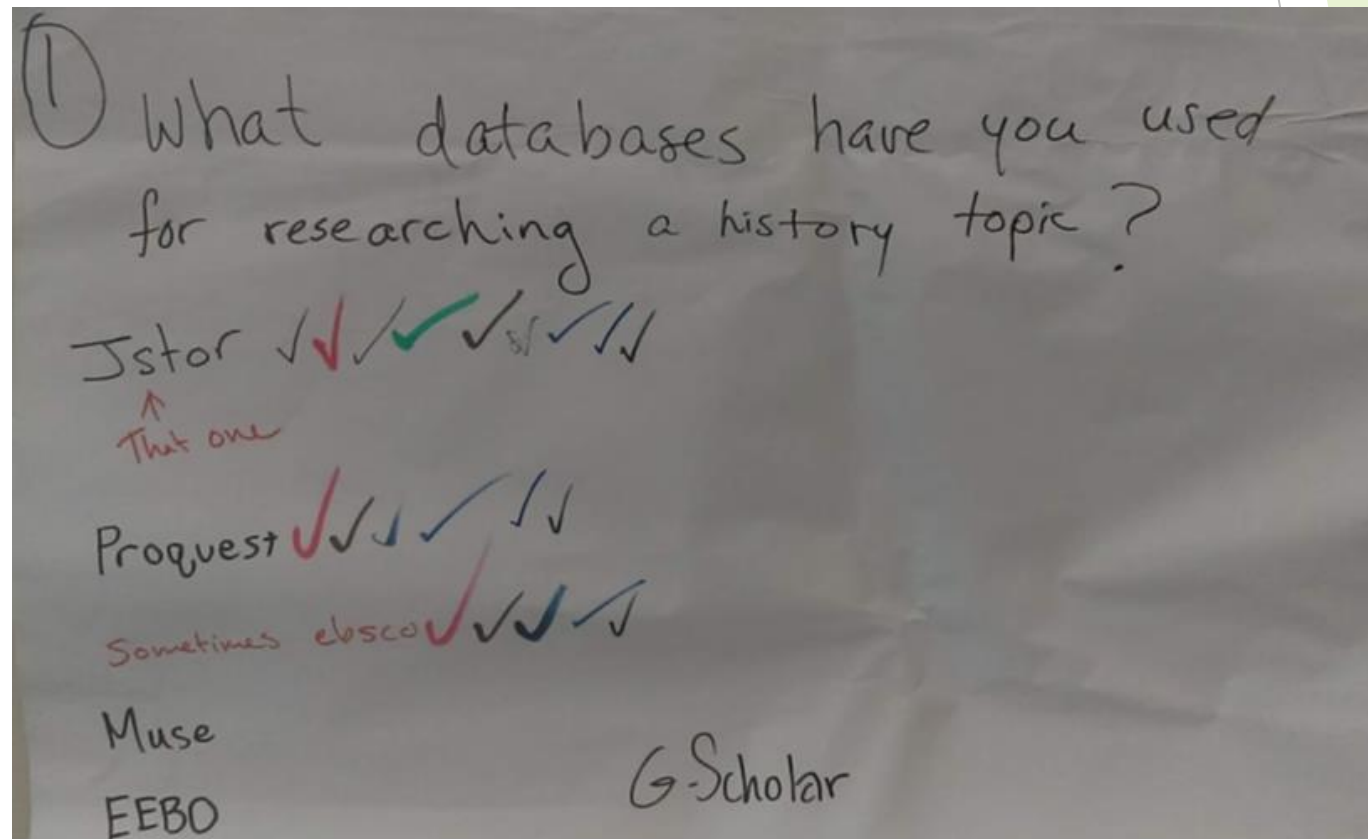 1 What databases have you used
for researching a history topic?
Jstor ✓✓✓✓✓✓✓✓✓✓
↑
That one
Proquest ✓✓✓✓✓✓
Sometimes ebsco ✓✓✓✓✓
Muse
G.Scholar
EEBO